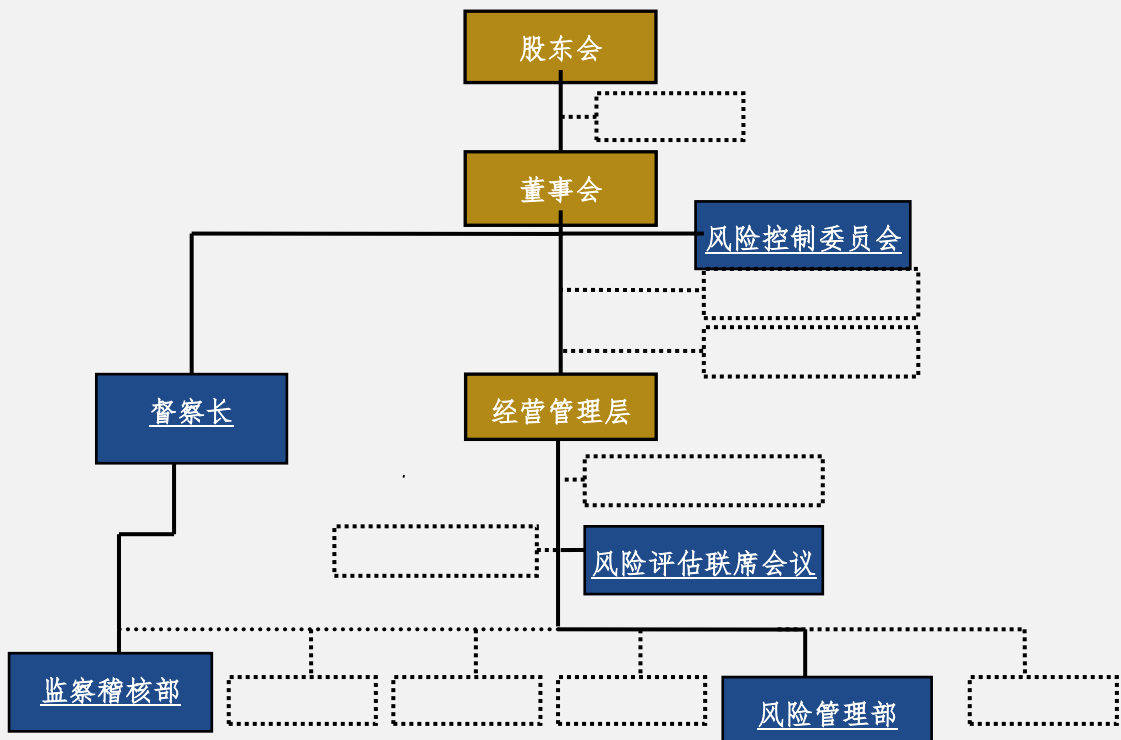 股东会
董事会
风险控制委员会
督察长
经营管理层
风险评估联席会议
监察稽核部
风险管理部